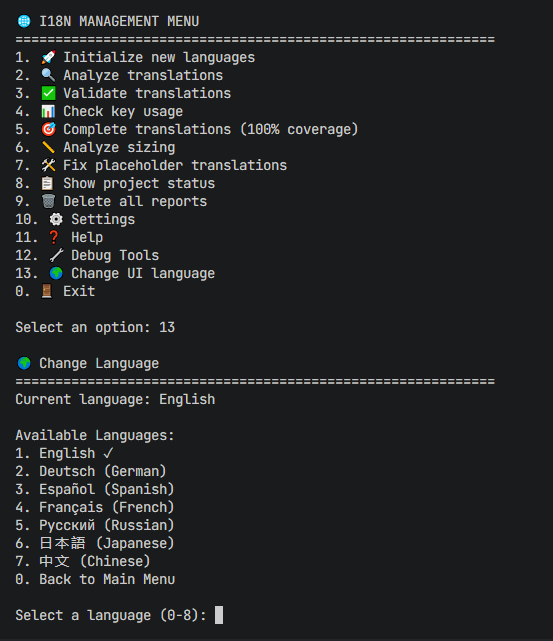 🌐 I18N MANAGEMENT MENU
============================================================
1. 🚀 Initialize new languages
2. 🔍 Analyze translations
3. ✅ Validate translations
4. 📊 Check key usage
5. 🎯 Complete translations (100% coverage)
6. 📏 Analyze sizing
7. 🛠️ Fix placeholder translations
8. 📋 Show project status
9. 🗑️ Delete all reports
10. ⚙️ Settings
11. ❓ Help
12. 🔧 Debug Tools
13. 🌍 Change UI language
0. 🚪 Exit
Select an option: 13
🌍 Change Language
============================================================
Current language: English
Available Languages:
1. English ✓
2. Deutsch (German)
3. Español (Spanish)
4. Français (French)
5. Русский (Russian)
6. 日本語 (Japanese)
7. 中文 (Chinese)
0. Back to Main Menu
Select a language (0-8):